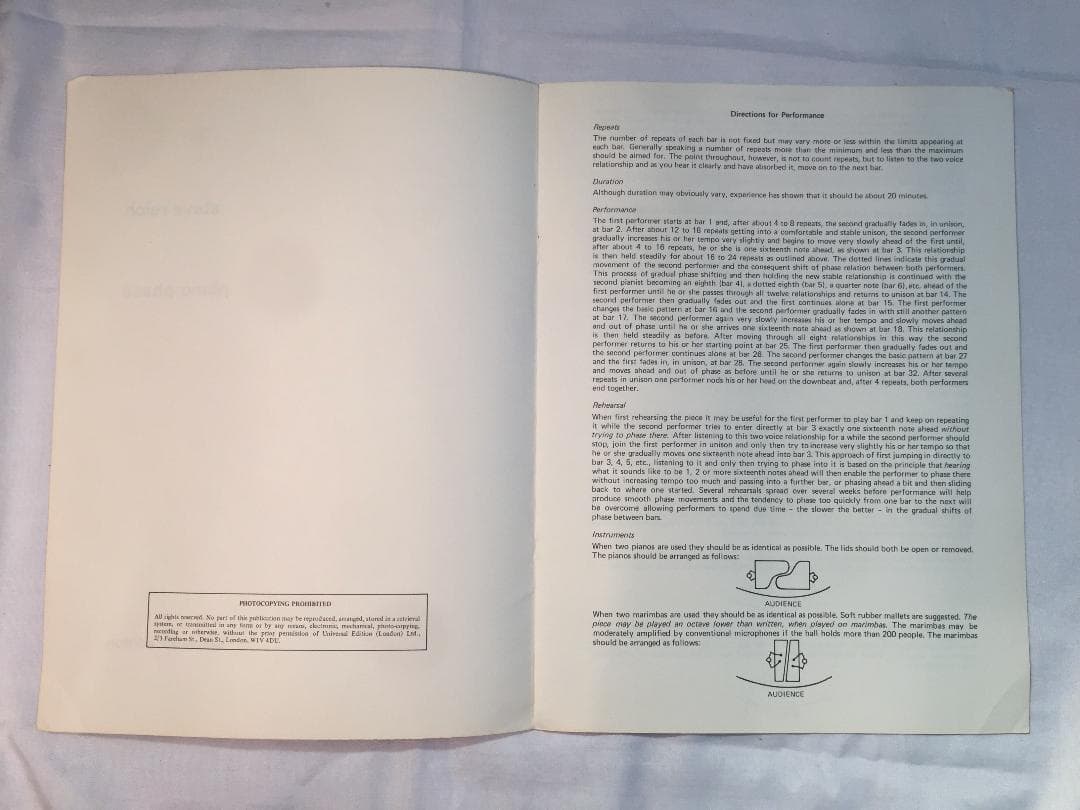 steve reich
piano phase
PHOTOCOPYING PROHIBITED
All rights reserved. No part of this publication may be reproduced, arranged, stored in a retrieval
system, or transmitted in any form or by any means, electronic, mechanical, photo-copying,
recording or otherwise, without the prior permission of Universal Edition (London) Ltd.,
2/3 Fareham St., Dean St., London, W1V 4DU.
Directions for Performance
Repeats
The number of repeats of each bar is not fixed but may vary more or less within the limits appearing at
each bar. Generally speaking a number of repeats more than the minimum and less than the maximum
should be aimed for. The point throughout, however, is not to count repeats, but to listen to the two voice
relationship and as you hear it clearly and have absorbed it, move on to the next bar.
Duration
Although duration may obviously vary, experience has shown that it should be about 20 minutes.
Performance
The first performer starts at bar 1 and, after about 4 to 8 repeats, the second gradually fades in, in unison,
at bar 2. After about 12 to 18 repeats getting into a comfortable and stable unison, the second performer
gradually increases his or her tempo very slightly and begins to move very slowly ahead of the first until,
after about 4 to 16 repeats, he or she is one sixteenth note ahead, as shown at bar 3. This relationship
is then held steadily for about 16 to 24 repeats as outlined above. The dotted lines indicate this gradual
movement of the second performer and the consequent shift of phase relation between both performers.
This process of gradual phase shifting and then holding the new stable relationship is continued with the
second pianist becoming an eighth (bar 4), a dotted eighth (bar 5), a quarter note (bar 6), etc. ahead of the
first performer until he or she passes through all twelve relationships and returns to unison at bar 14. The
second performer then gradually fades out and the first continues alone at bar 15. The first performer
changes the basic pattern at bar 16 and the second performer gradually fades in with still another pattern
at bar 17. The second performer again very slowly increases his or her tempo and slowly moves ahead
and out of phase until he or she arrives one sixteenth note ahead as shown at bar 18. This relationship
is then held steadily as before. After moving through all eight relationships in this way the second
performer returns to his or her starting point at bar 25. The first performer then gradually fades out and
the second performer continues alone at bar 26. The second performer changes the basic pattern at bar 27
and the first fades in, in unison, at bar 28. The second performer again slowly increases his or her tempo
and moves ahead and out of phase as before until he or she returns to unison at bar 32. After several
repeats in unison one performer nods his or her head on the downbeat and, after 4 repeats, both performers
end together.
Rehearsal
When first rehearsing the piece it may be useful for the first performer to play bar 1 and keep on repeating
it while the second performer tries to enter directly at bar 3 exactly one sixteenth note ahead without
trying to phase there. After listening to this two voice relationship for a while the second performer should
stop, join the first performer in unison and only then try to increase very slightly his or her tempo so that
he or she gradually moves one sixteenth note ahead into bar 3. This approach of first jumping in directly to
bar 3, 4, 5, etc., listening to it and only then trying to phase into it is based on the principle that hearing
what it sounds like to be 1, 2 or more sixteenth notes ahead will then enable the performer to phase there
without increasing tempo too much and passing into a further bar, or phasing ahead a bit and then sliding
back to where one started. Several rehearsals spread over several weeks before performance will help
produce smooth phase movements and the tendency to phase too quickly from one bar to the next will
be overcome allowing performers to spend due time – the slower the better – in the gradual shifts of
phase between bars.
Instruments
When two pianos are used they should be as identical as possible. The lids should both be open or removed.
The pianos should be arranged as follows:
AUDIENCE
When two marimbas are used they should be as identical as possible. Soft rubber mallets are suggested. The
piece may be played an octave lower than written, when played on marimbas. The marimbas may be
moderately amplified by conventional microphones if the hall holds more than 200 people. The marimbas
should be arranged as follows:
AUDIENCE